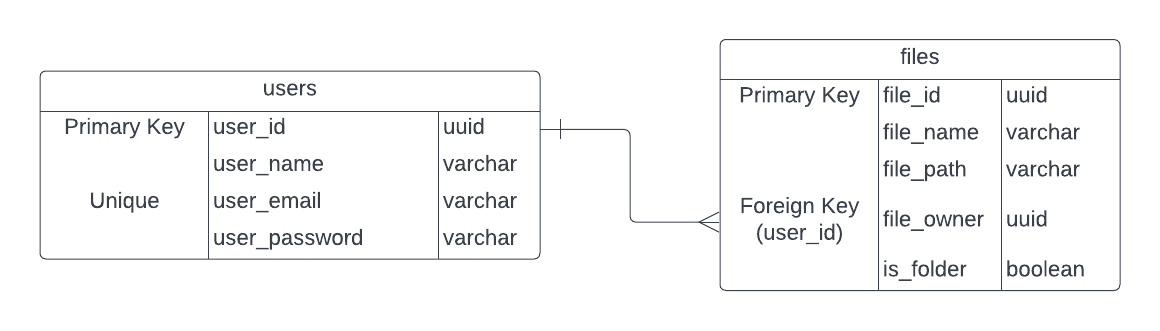 users
Primary Key user_id uuid
user_name varchar
Unique user_email varchar
user_password varchar
files
Primary Key file_id uuid
file_name varchar
file_path varchar
Foreign Key
(user_id) file_owner uuid
is_folder boolean